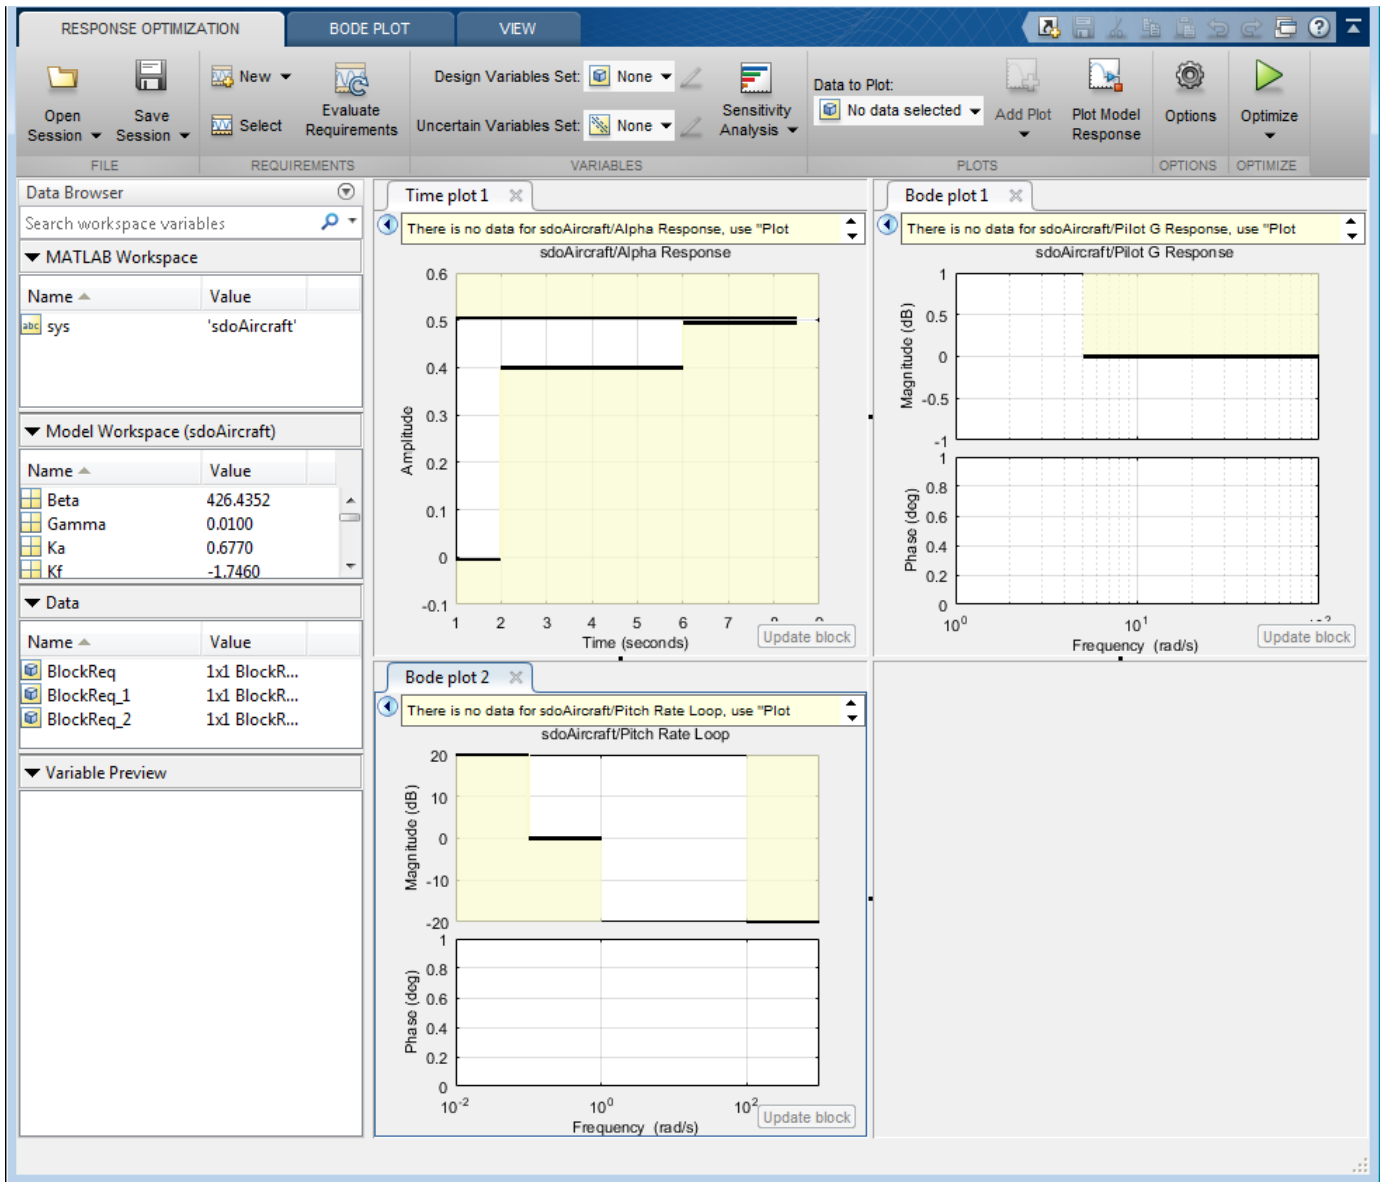 RESPONSE OPTIMIZATION BODE PLOT VIEW
New Design Variables Set: None Data to Plot:
Open Session Save Session Select Evaluate Requirements Uncertain Variables Set: None Sensitivity Analysis No data selected Add Plot Plot Model Response Options Optimize
FILE REQUIREMENTS VARIABLES PLOTS OPTIONS OPTIMIZE
Data Browser
Search workspace variables
MATLAB Workspace
Name Value
abc sys 'sdoAircraft'
Model Workspace (sdoAircraft)
Name Value
Beta 426.4352
Gamma 0.0100
Ka 0.6770
Kf -1.7460
Data
Name Value
BlockReq 1x1 BlockR...
BlockReq_1 1x1 BlockR...
BlockReq_2 1x1 BlockR...
Variable Preview
Time plot 1
There is no data for sdoAircraft/Alpha Response, use "Plot
sdoAircraft/Alpha Response
0.6
0.5
0.4
0.3
0.2
0.1
0
-0.1
Amplitude
1 2 3 4 5 6 7
Time (seconds)
Update block
Bode plot 1
There is no data for sdoAircraft/Pilot G Response, use "Plot
sdoAircraft/Pilot G Response
1
0.5
0
-0.5
-1
Magnitude (dB)
1
0.8
0.6
0.4
0.2
0
Phase (deg)
10^0 10^1
Frequency (rad/s)
Update block
Bode plot 2
There is no data for sdoAircraft/Pitch Rate Loop, use "Plot
sdoAircraft/Pitch Rate Loop
20
10
0
-10
-20
Magnitude (dB)
1
0.8
0.6
0.4
0.2
0
Phase (deg)
10^-2 10^0 10^2
Frequency (rad/s)
Update block